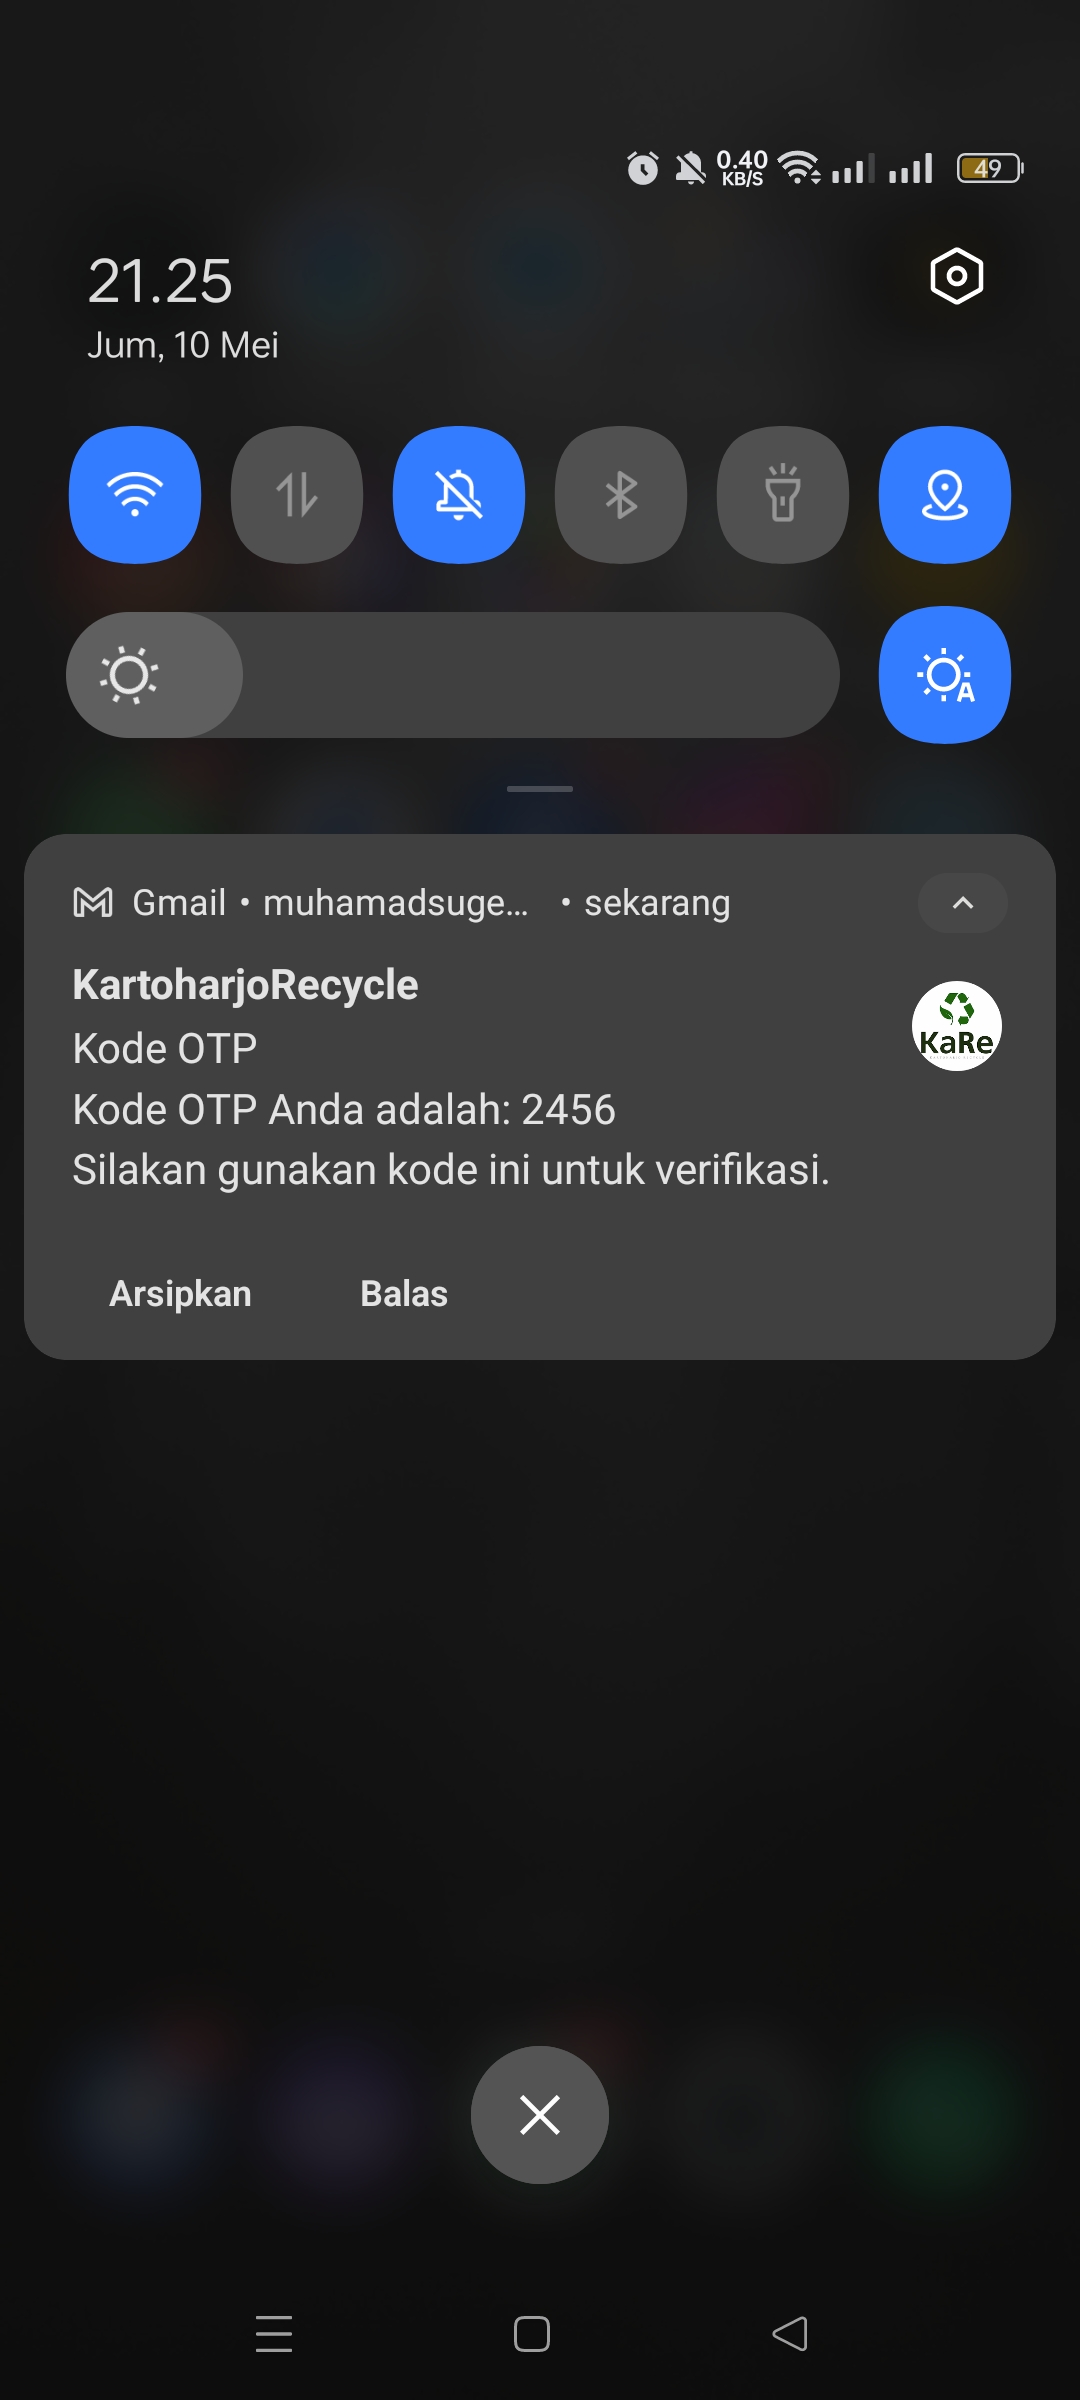 0.40
KB/S
49
21.25
Jum, 10 Mei
A
Gmail • muhamadsuge... • sekarang
KartoharjoRecycle
KaRe
Kode OTP
Kode OTP Anda adalah: 2456
Silakan gunakan kode ini untuk verifikasi.
Arsipkan Balas